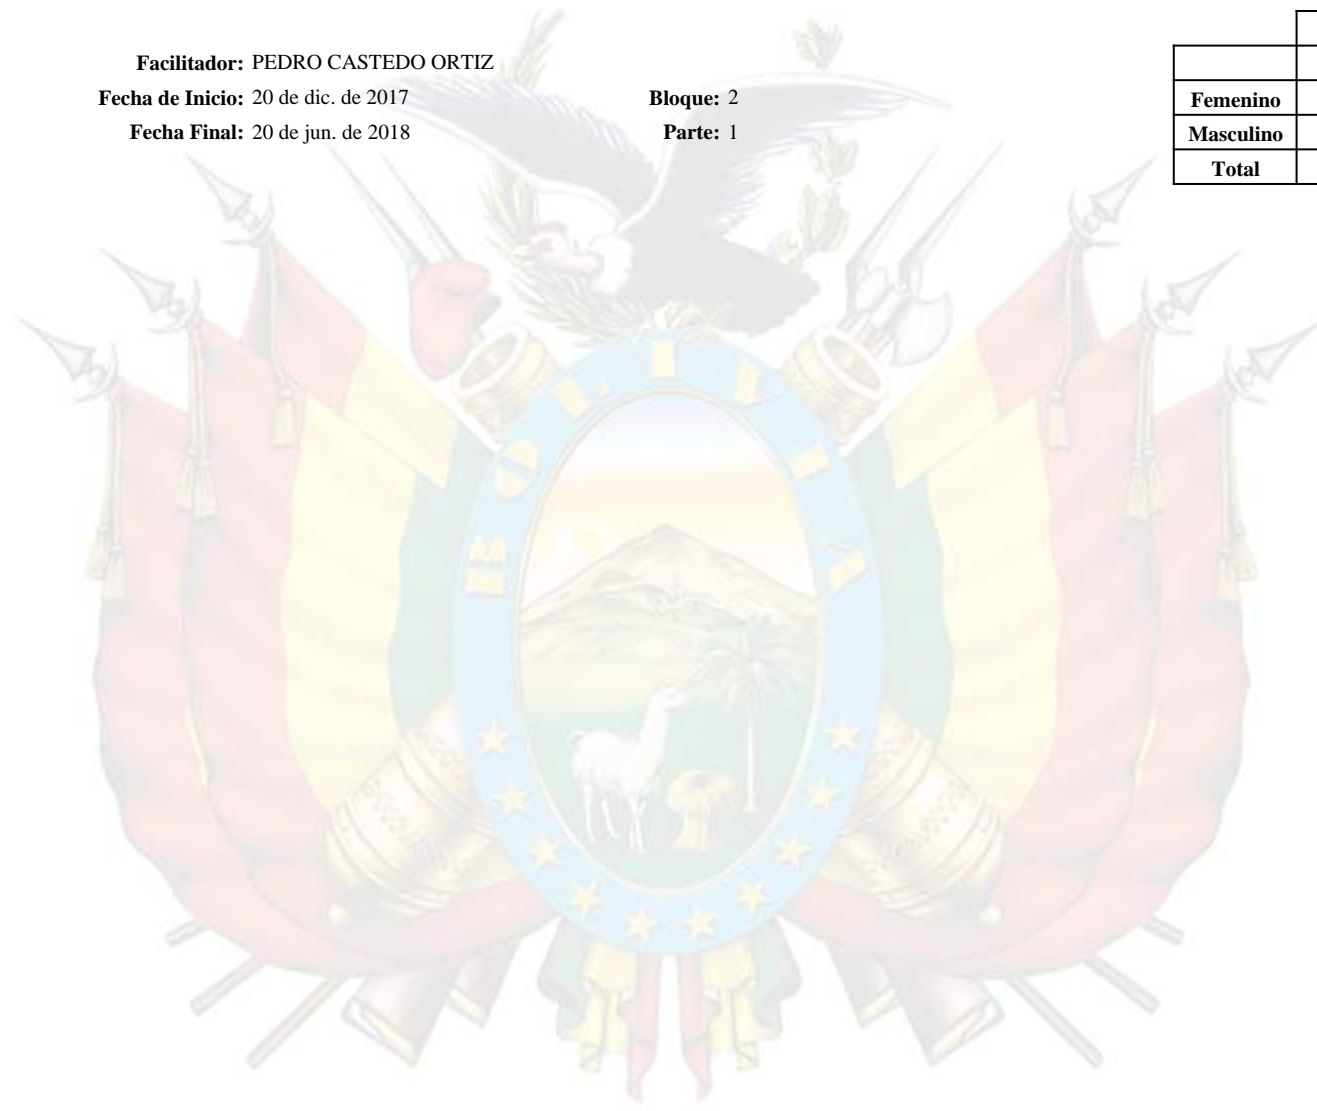 Facilitador: PEDRO CASTEDO ORTIZ
Fecha de Inicio: 20 de dic. de 2017 Bloque: 2
Fecha Final: 20 de jun. de 2018 Parte: 1
Femenino
Masculino
Total
BOLIVIA